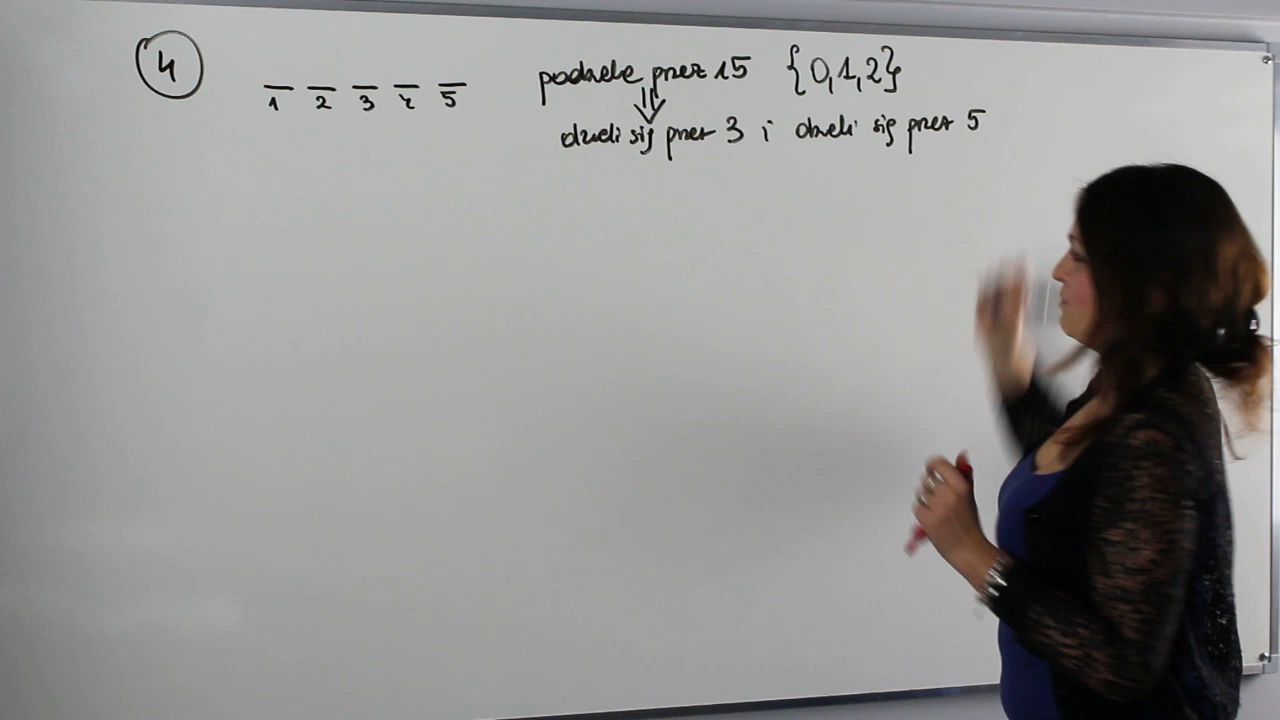 4
_ _ _ _ _ podzielne przez 15 {0,1,2}
1 2 3 4 5
dzieli się przez 3 i dzieli się przez 5